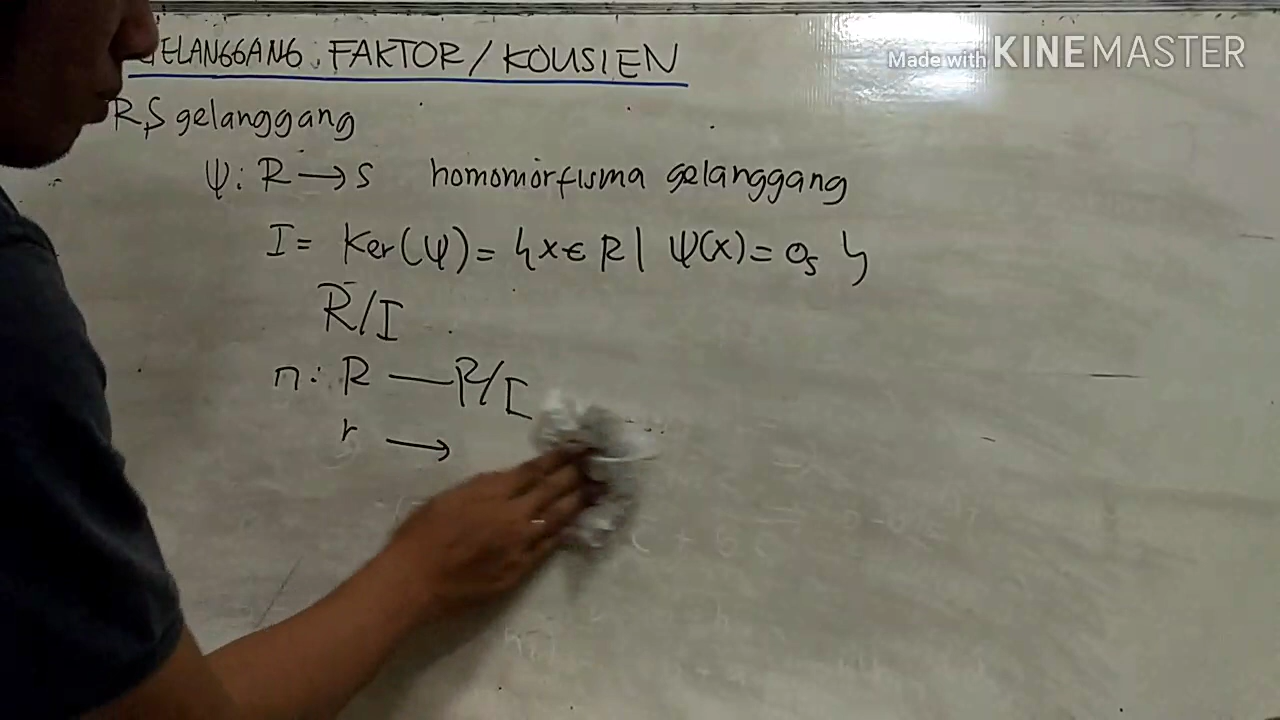 GELANGGANG FAKTOR / KOUSIEN
Made with KINEMASTER
R, S gelanggang
ψ: R → S homomorfisma gelanggang
I = Ker(ψ) = {x ∈ R | ψ(x) = 0s }
R/I
π: R — R/I
r →